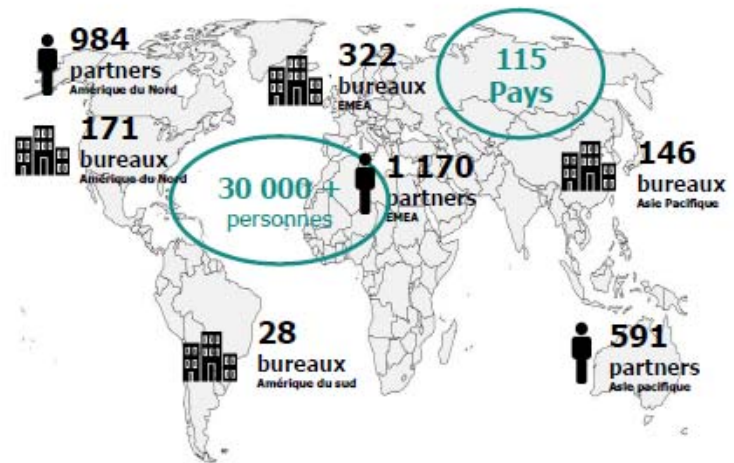 984
partners
Amérique du Nord
322
bureaux
EMEA
115
Pays
171
bureaux
Amérique du Nord
30 000 +
personnes
1 170
partners
EMEA
146
bureaux
Asie Pacifique
28
bureaux
Amérique du sud
591
partners
Asie pacifique